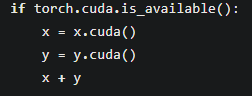 if torch.cuda.is_available():
    x = x.cuda()
    y = y.cuda()
    x + y